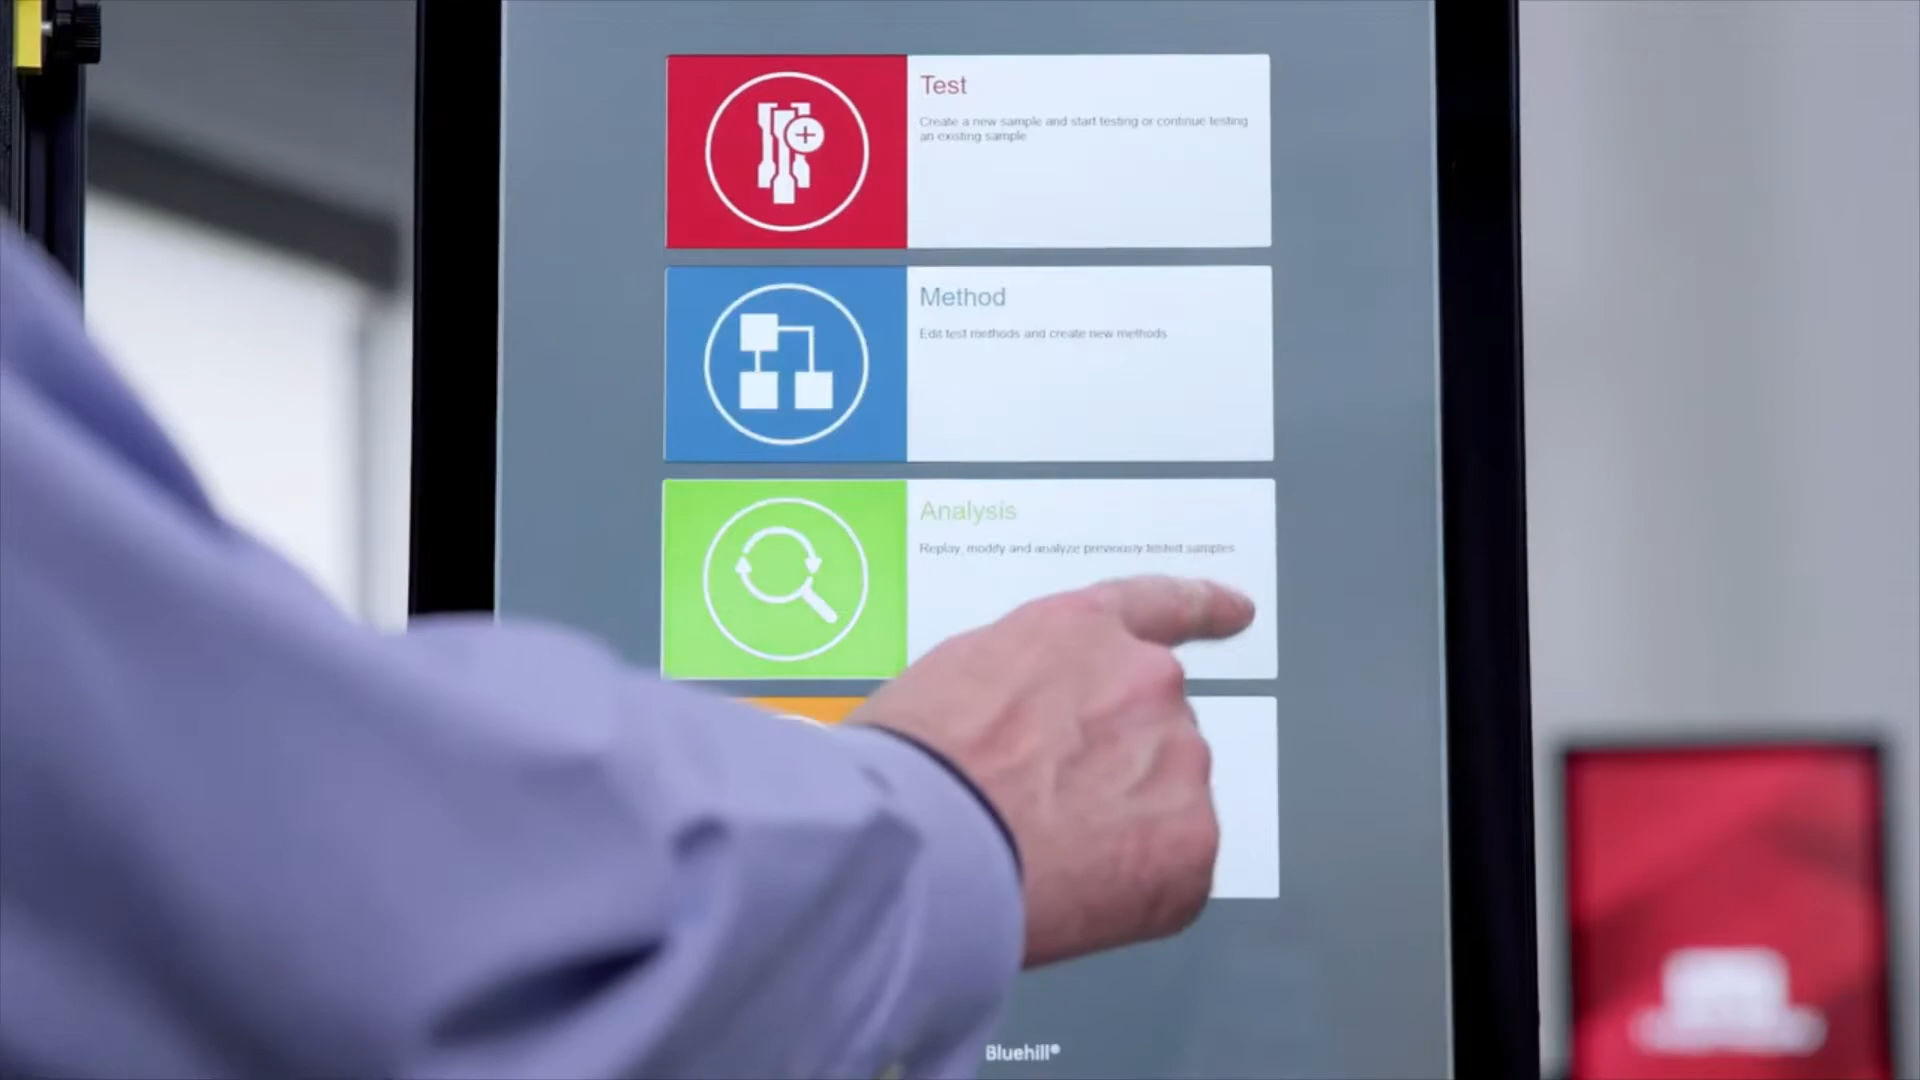 Test
Create a new sample and start testing or continue testing
an existing sample
Method
Edit test methods and create new methods
Analysis
Replay, modify and analyze previously tested samples
Bluehill®